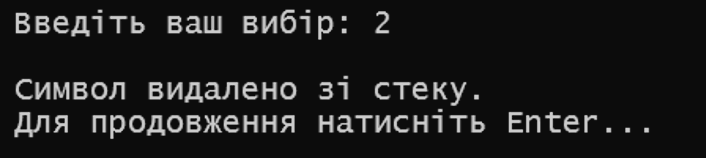 Введіть ваш вибір: 2
Символ видалено зі стеку.
Для продовження натисніть Enter...